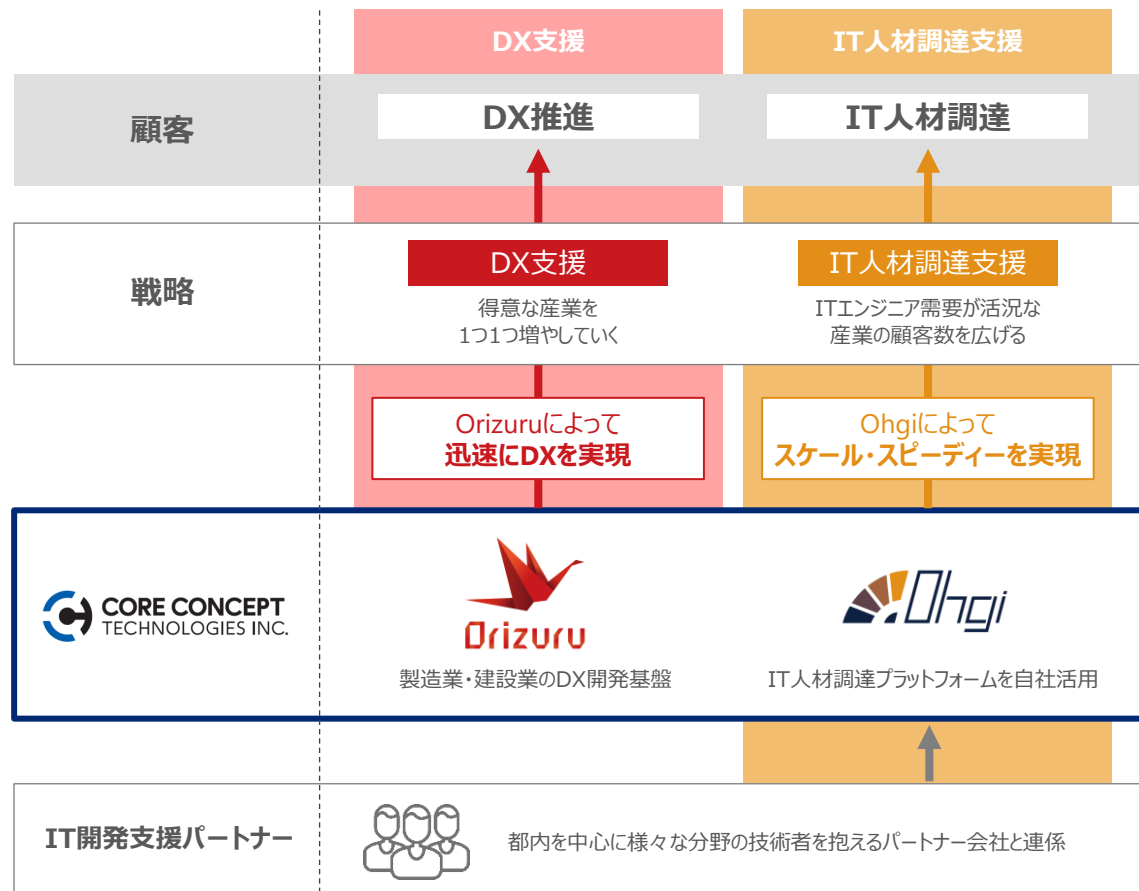 DX支援
IT人材調達支援
顧客
DX推進
IT人材調達
戦略
DX支援
得意な産業を
1つ1つ増やしていく
IT人材調達支援
ITエンジニア需要が活況な
産業の顧客数を広げる
Orizuruによって
迅速にDXを実現
Ohgiによって
スケール・スピーディーを実現
CORE CONCEPT
TECHNOLOGIES INC.
Orizuru
製造業・建設業のDX開発基盤
Ohgi
IT人材調達プラットフォームを自社活用
IT開発支援パートナー
都内を中心に様々な分野の技術者を抱えるパートナー会社と連係